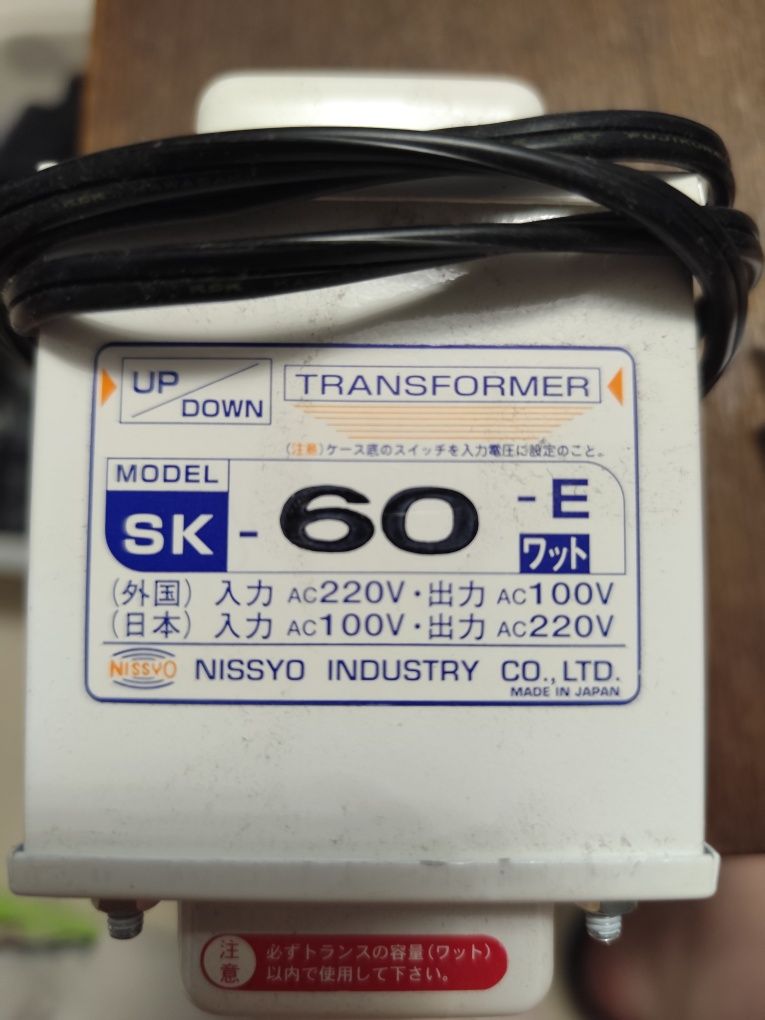 UP
DOWN
TRANSFORMER
(注意)ケース底のスイッチを入力電圧に設定のこと。
MODEL
SK-60-E
ワット
(外国) 入力 AC220V・出力 AC100V
(日本) 入力 AC100V・出力 AC220V
NISSYO NISSYO INDUSTRY CO.,LTD.
MADE IN JAPAN
注意
必ずトランスの容量(ワット)
以内で使用して下さい。